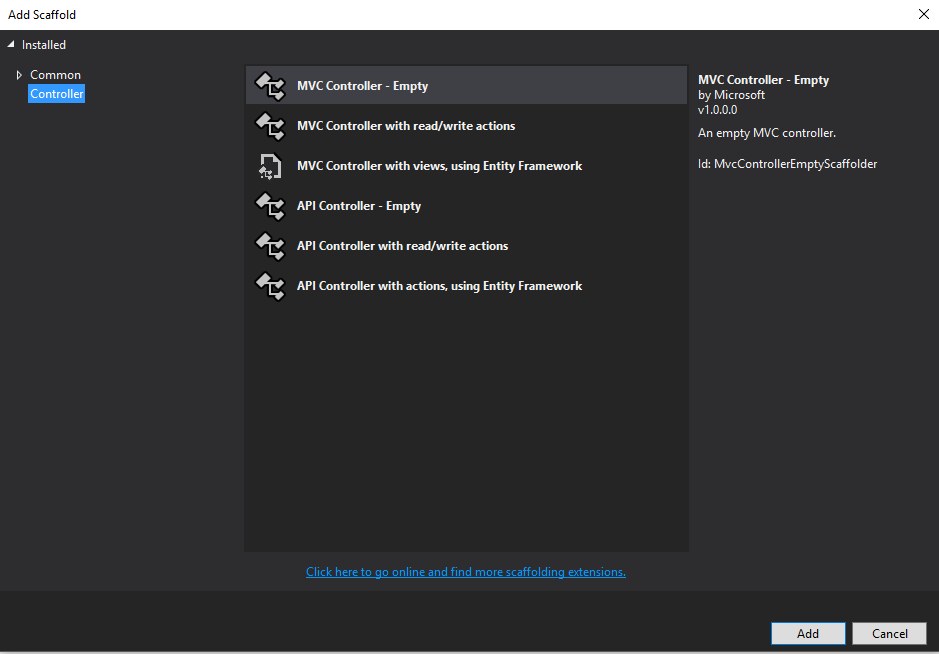 Add Scaffold
Installed
Common
Controller
MVC Controller - Empty
MVC Controller with read/write actions
MVC Controller with views, using Entity Framework
API Controller - Empty
API Controller with read/write actions
API Controller with actions, using Entity Framework
MVC Controller - Empty
by Microsoft
v1.0.0.0
An empty MVC controller.
Id: MvcControllerEmptyScaffolder
Click here to go online and find more scaffolding extensions.
Add
Cancel